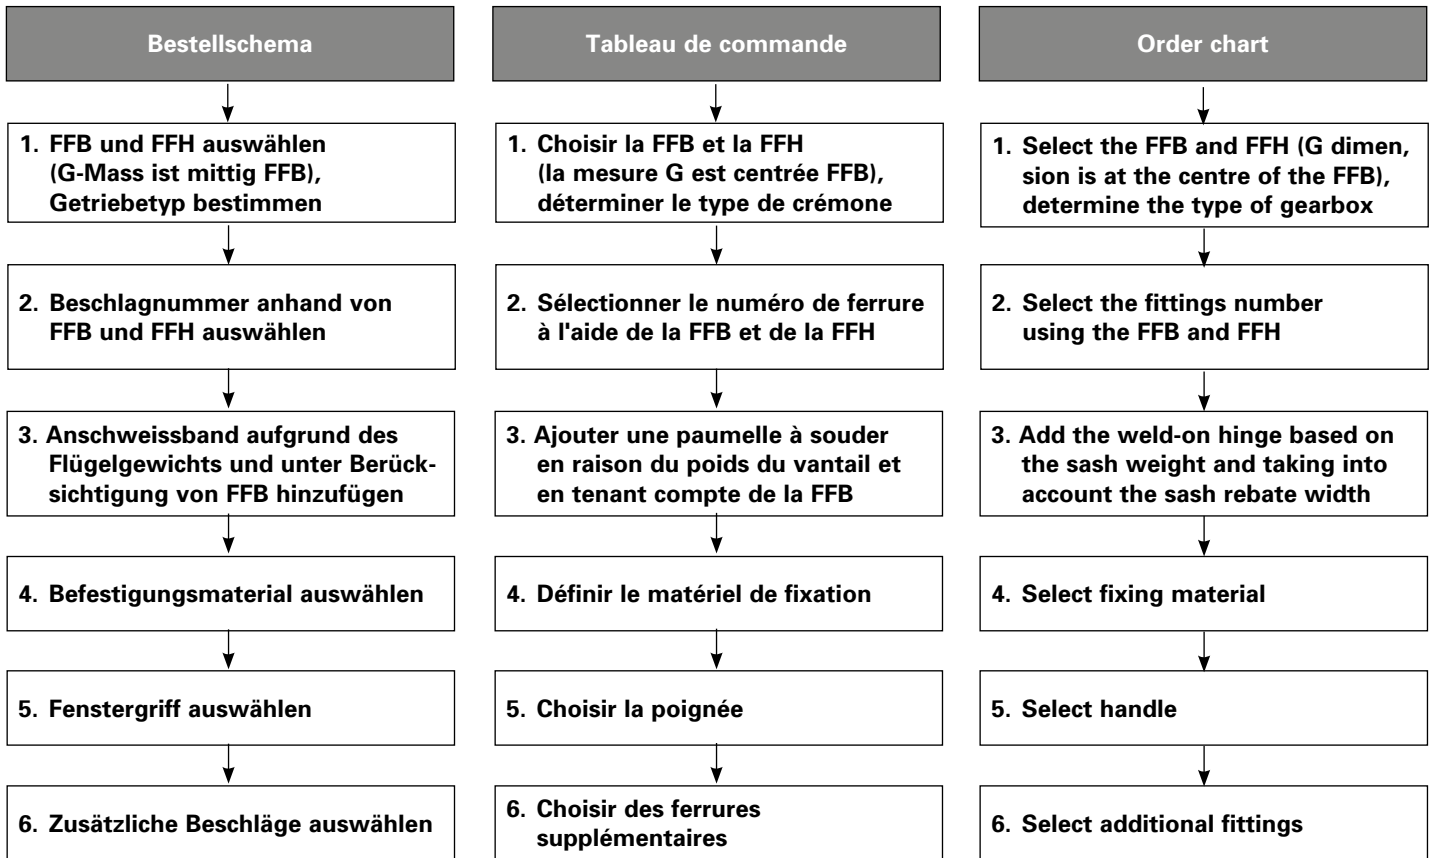 Bestellschema
1. FFB und FFH auswählen
(G-Mass ist mittig FFB),
Getriebetyp bestimmen
2. Beschlagnummer anhand von
FFB und FFH auswählen
3. Anschweissband aufgrund des
Flügelgewichts und unter Berück-
sichtigung von FFB hinzufügen
4. Befestigungsmaterial auswählen
5. Fenstergriff auswählen
6. Zusätzliche Beschläge auswählen
Tableau de commande
1. Choisir la FFB et la FFH
(la mesure G est centrée FFB),
déterminer le type de crémone
2. Sélectionner le numéro de ferrure
à l'aide de la FFB et de la FFH
3. Ajouter une paumelle à souder
en raison du poids du vantail et
en tenant compte de la FFB
4. Définir le matériel de fixation
5. Choisir la poignée
6. Choisir des ferrures
supplémentaires
Order chart
1. Select the FFB and FFH (G dimen,
sion is at the centre of the FFB),
determine the type of gearbox
2. Select the fittings number
using the FFB and FFH
3. Add the weld-on hinge based on
the sash weight and taking into
account the sash rebate width
4. Select fixing material
5. Select handle
6. Select additional fittings